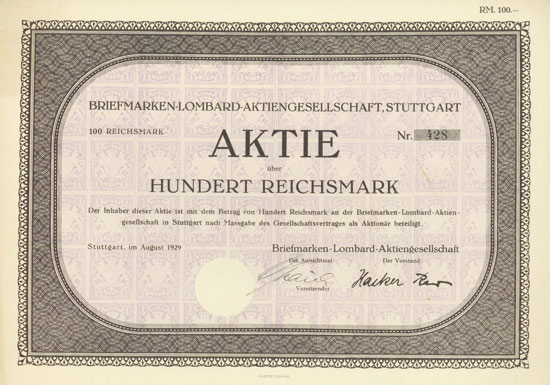 RM. 100.–
BRIEFMARKEN-LOMBARD-AKTIENGESELLSCHAFT, STUTTGART
100 REICHSMARK
Nr. 428
AKTIE
über
HUNDERT REICHSMARK
Der Inhaber dieser Aktie ist mit dem Betrag von Hundert Reichsmark an der Briefmarken-Lombard-Aktien-
gesellschaft in Stuttgart nach Massgabe des Gesellschaftsvertrages als Aktionär beteiligt.
Stuttgart, im August 1929
Briefmarken-Lombard-Aktiengesellschaft
Der Aufsichtsrat: Der Vorstand:
Vorsitzender